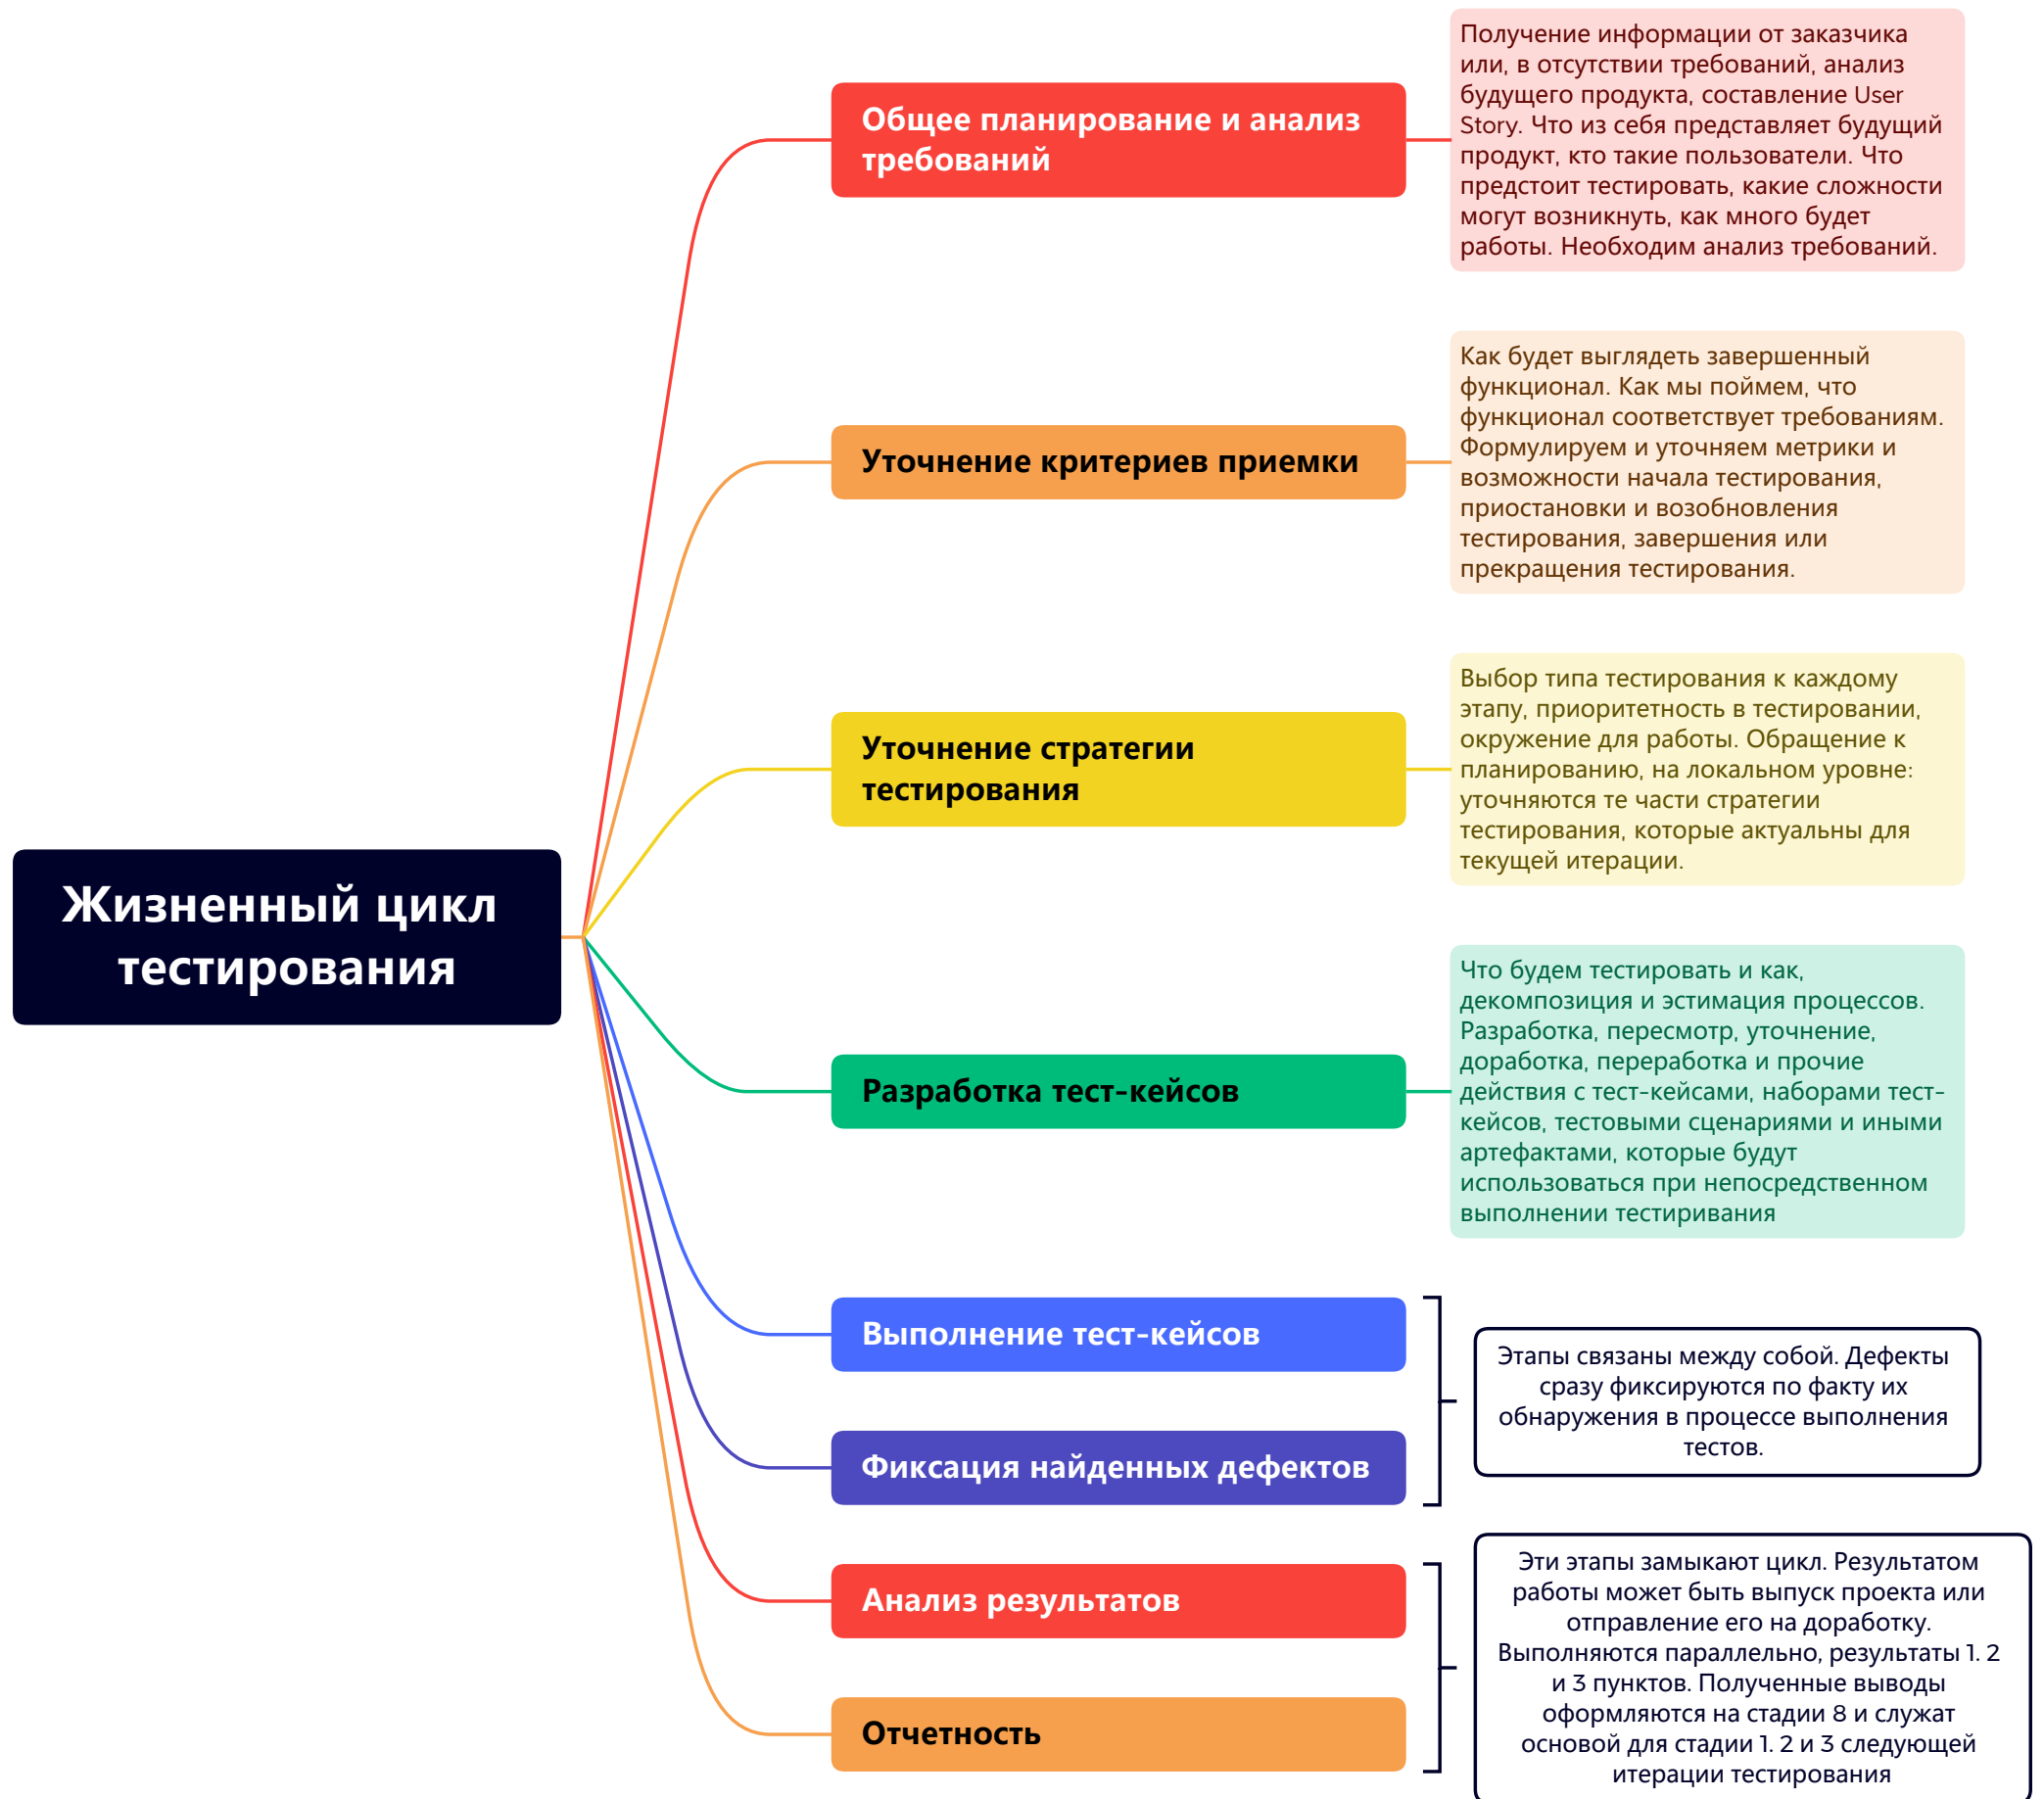 Жизненный цикл
тестирования
Общее планирование и анализ
требований
Получение информации от заказчика
или, в отсутствии требований, анализ
будущего продукта, составление User
Story. Что из себя представляет будущий
продукт, кто такие пользователи. Что
предстоит тестировать, какие сложности
могут возникнуть, как много будет
работы. Необходим анализ требований.
Уточнение критериев приемки
Как будет выглядеть завершенный
функционал. Как мы поймем, что
функционал соответствует требованиям.
Формулируем и уточняем метрики и
возможности начала тестирования,
приостановки и возобновления
тестирования, завершения или
прекращения тестирования.
Уточнение стратегии
тестирования
Выбор типа тестирования к каждому
этапу, приоритетность в тестировании,
окружение для работы. Обращение к
планированию, на локальном уровне:
уточняются те части стратегии
тестирования, которые актуальны для
текущей итерации.
Разработка тест-кейсов
Что будем тестировать и как,
декомпозиция и эстимация процессов.
Разработка, пересмотр, уточнение,
доработка, переработка и прочие
действия с тест-кейсами, наборами тест-
кейсов, тестовыми сценариями и иными
артефактами, которые будут
использоваться при непосредственном
выполнении тестиривания
Выполнение тест-кейсов
Фиксация найденных дефектов
Этапы связаны между собой. Дефекты
сразу фиксируются по факту их
обнаружения в процессе выполнения
тестов.
Анализ результатов
Отчетность
Эти этапы замыкают цикл. Результатом
работы может быть выпуск проекта или
отправление его на доработку.
Выполняются параллельно, результаты 1. 2
и 3 пунктов. Полученные выводы
оформляются на стадии 8 и служат
основой для стадии 1. 2 и 3 следующей
итерации тестирования